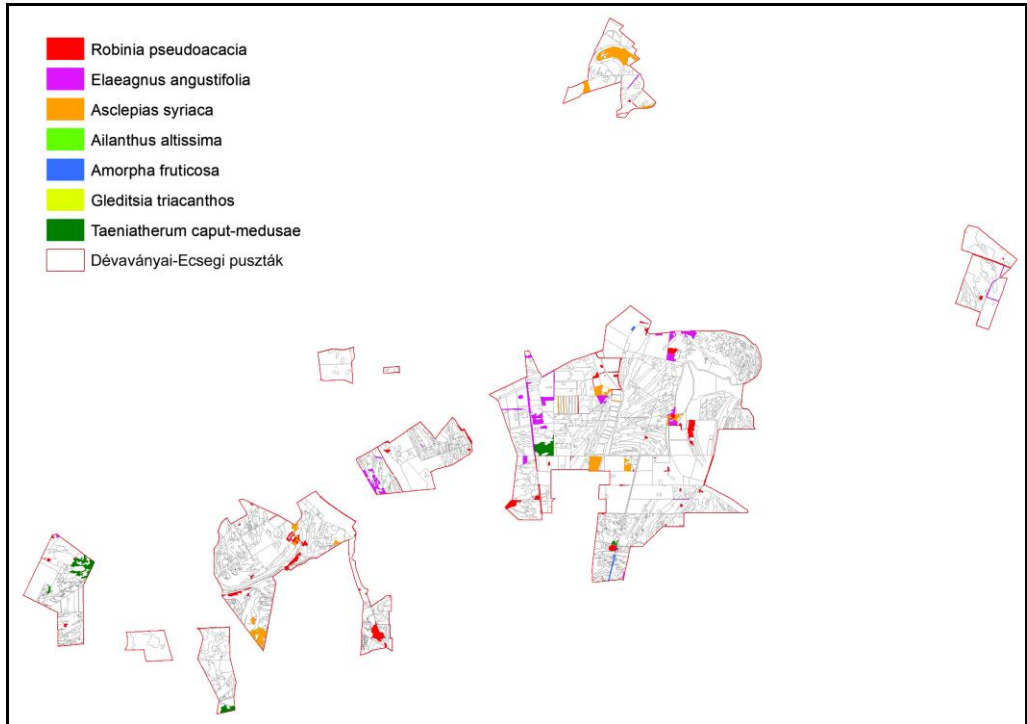 Robinia pseudoacacia
Elaeagnus angustifolia
Asclepias syriaca
Ailanthus altissima
Amorpha fruticosa
Gleditsia triacanthos
Taeniatherum caput-medusae
Dévaványai-Ecsegi puszták